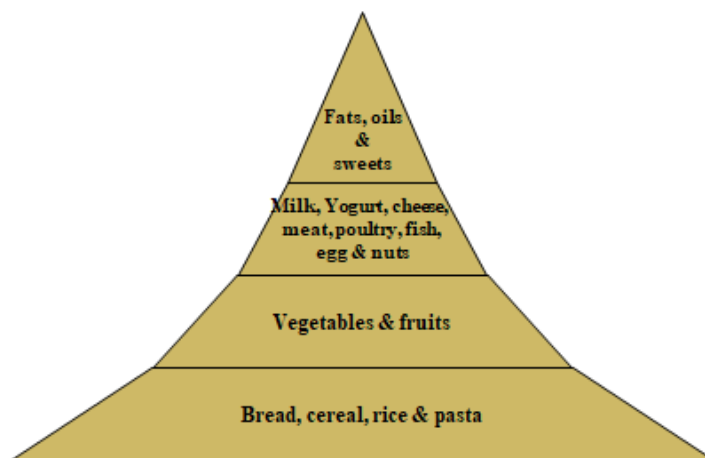 Fats, oils
&
sweets
Milk, Yogurt, cheese,
meat, poultry, fish,
egg & nuts
Vegetables & fruits
Bread, cereal, rice & pasta